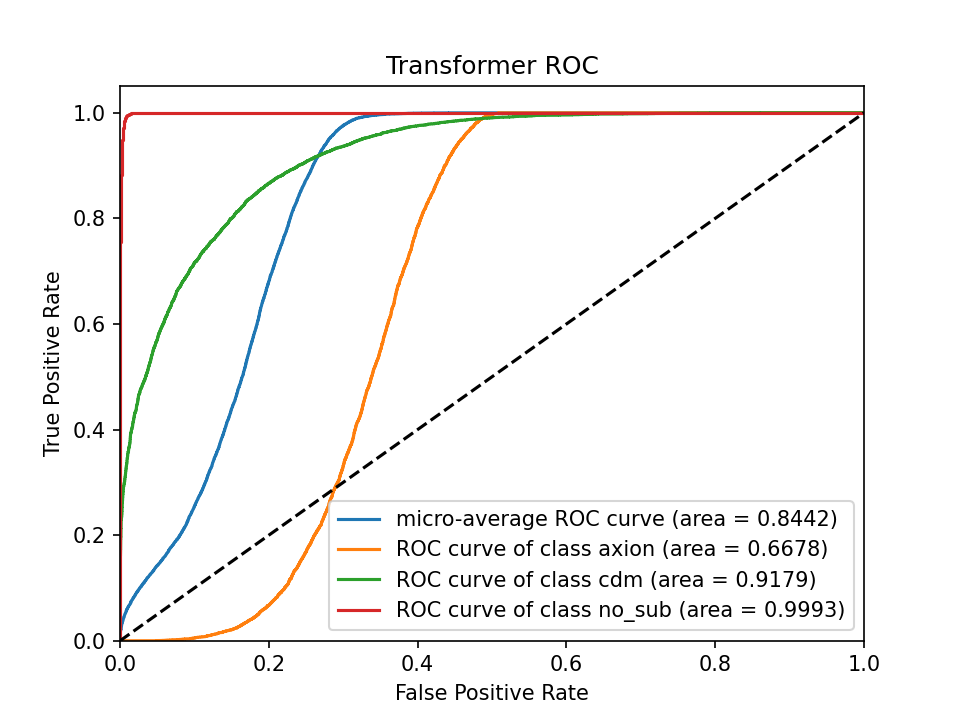 Transformer ROC
True Positive Rate
1.0
0.8
0.6
0.4
0.2
0.0
micro-average ROC curve (area = 0.8442)
ROC curve of class axion (area = 0.6678)
ROC curve of class cdm (area = 0.9179)
ROC curve of class no_sub (area = 0.9993)
0.0 0.2 0.4 0.6 0.8 1.0
False Positive Rate